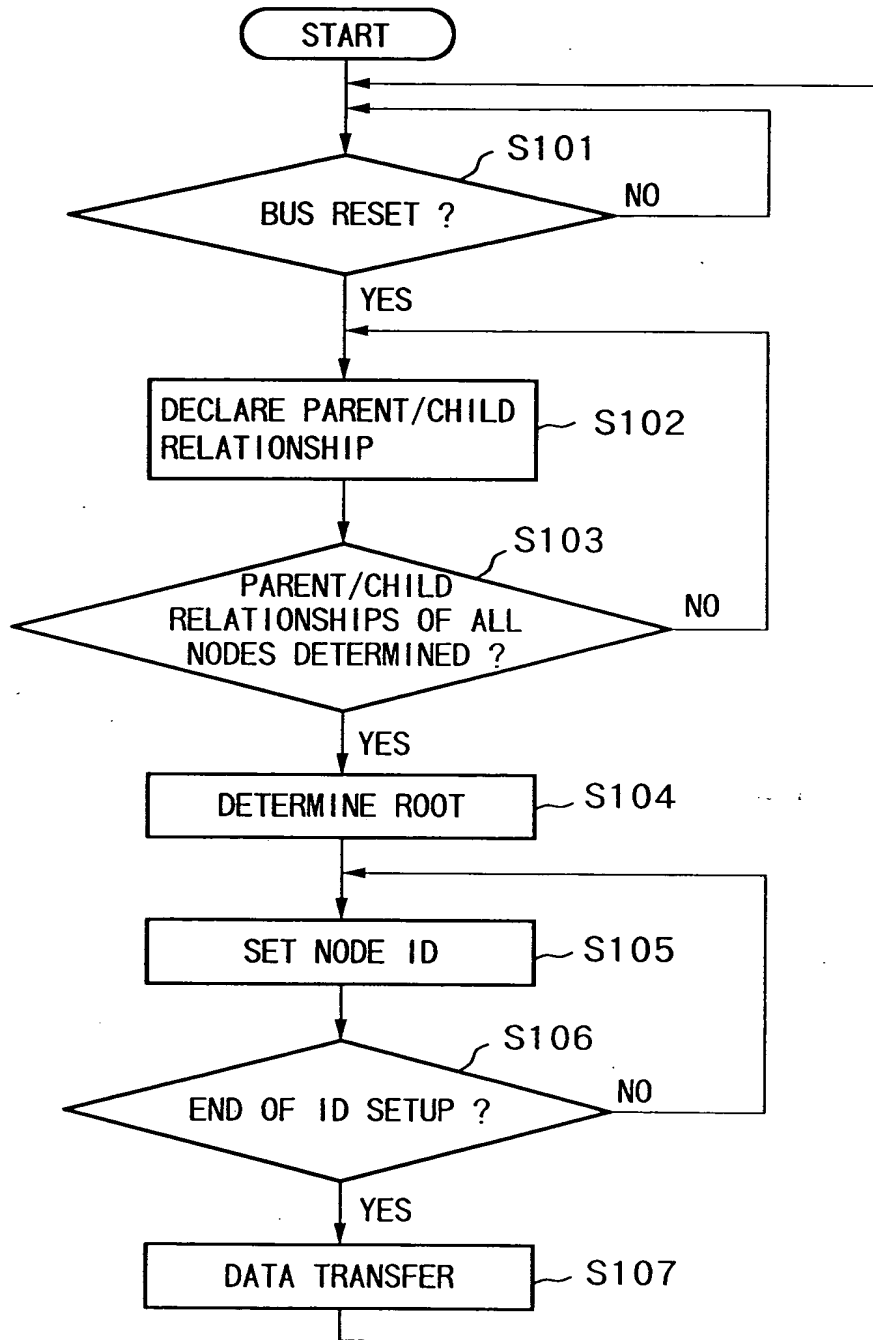 START
S101
BUS RESET ?
NO
YES
DECLARE PARENT/CHILD
RELATIONSHIP
S102
S103
PARENT/CHILD
RELATIONSHIPS OF ALL
NODES DETERMINED ?
NO
YES
DETERMINE ROOT
S104
SET NODE ID
S105
S106
END OF ID SETUP ?
NO
YES
DATA TRANSFER
S107